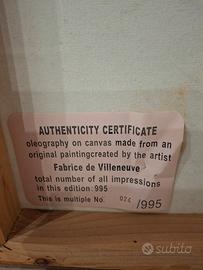 AUTHENTICITY CERTIFICATE
oleography on canvas made from an
original paintingcreated by the artist
Fabrice de Villeneuve
total number of all impressions
in this edition:995
This is multiple No. 024 /995
subito